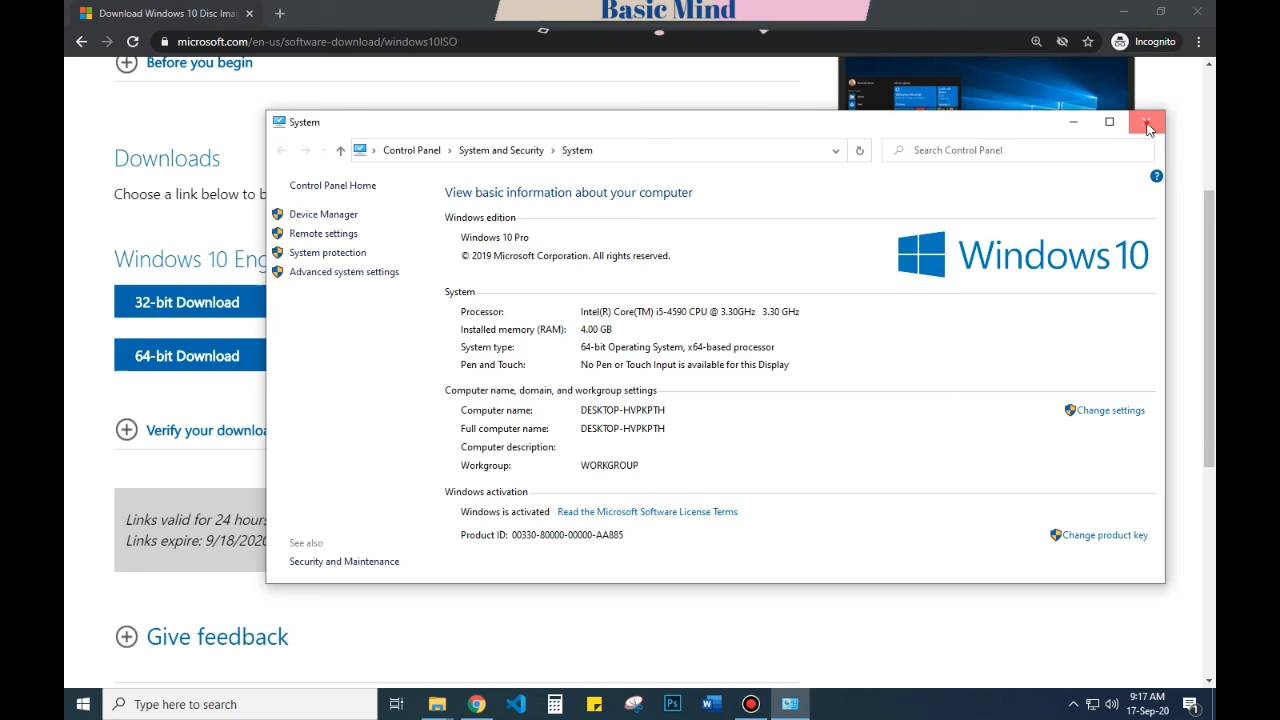 Download Windows 10 Disc Ima
Basic Mind
microsoft.com/en-us/software-download/windows10ISO
Incognito
Before you begin
Downloads
Choose a link below to b
Windows 10 Eng
32-bit Download
64-bit Download
Verify your downloa
Links valid for 24 hours
Links expire: 9/18/2020
Give feedback
System
Control Panel > System and Security > System
Search Control Panel
Control Panel Home
Device Manager
Remote settings
System protection
Advanced system settings
See also
Security and Maintenance
View basic information about your computer
Windows edition
Windows 10 Pro
© 2019 Microsoft Corporation. All rights reserved.
Windows 10
System
Processor: Intel(R) Core(TM) i5-4590 CPU @ 3.30GHz 3.30 GHz
Installed memory (RAM): 4.00 GB
System type: 64-bit Operating System, x64-based processor
Pen and Touch: No Pen or Touch Input is available for this Display
Computer name, domain, and workgroup settings
Computer name: DESKTOP-HVPKPTH
Change settings
Full computer name: DESKTOP-HVPKPTH
Computer description:
Workgroup: WORKGROUP
Windows activation
Windows is activated Read the Microsoft Software License Terms
Product ID: 00330-80000-00000-AA885
Change product key
Type here to search
9:17 AM
17-Sep-20